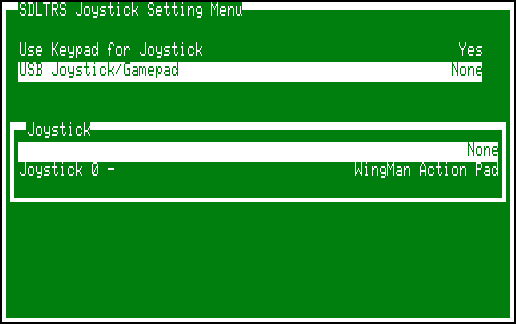 SDLTRS Joystick Setting Menu
Use Keypad for Joystick Yes
USB Joystick/Gamepad None
Joystick
None
Joystick 0 - WingMan Action Pad